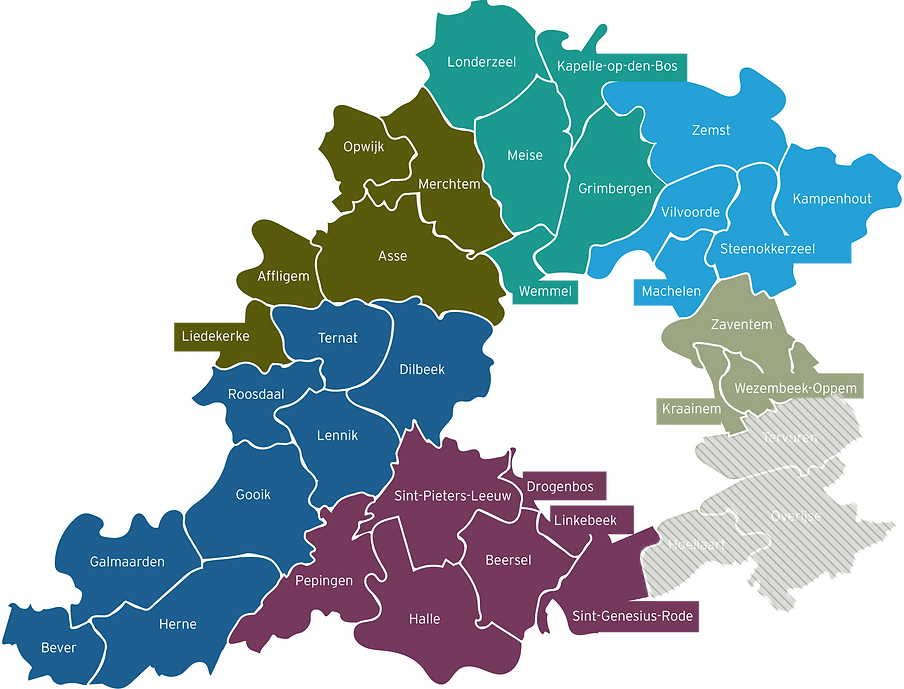 Londerzeel
Kapelle-op-den-Bos
Zemst
Opwijk
Meise
Merchtem
Grimbergen
Kampenhout
Vilvoorde
Steenokkerzeel
Asse
Affligem
Wemmel
Machelen
Zaventem
Liedekerke
Ternat
Dilbeek
Wezembeek-Oppem
Roosdaal
Kraainem
Lennik
Tervuren
Gooik
Sint-Pieters-Leeuw
Drogenbos
Linkebeek
Overijse
Hoeilaart
Galmaarden
Beersel
Pepingen
Halle
Sint-Genesius-Rode
Herne
Bever